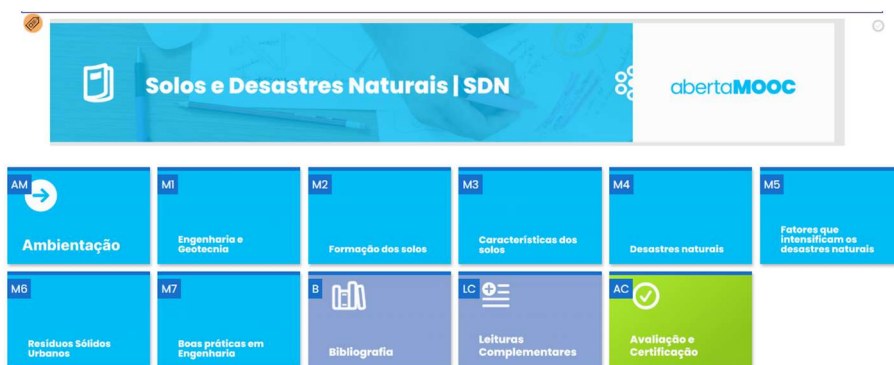 Solos e Desastres Naturais | SDN
abertaMOOC
AM
Ambientação
M1
Engenharia e
Geotecnia
M2
Formação dos solos
M3
Características dos
solos
M4
Desastres naturais
M5
Fatores que
intensificam os
desastres naturais
M6
Resíduos Sólidos
Urbanos
M7
Boas práticas em
Engenharia
B
Bibliografia
LC
Leituras
Complementares
AC
Avaliação e
Certificação